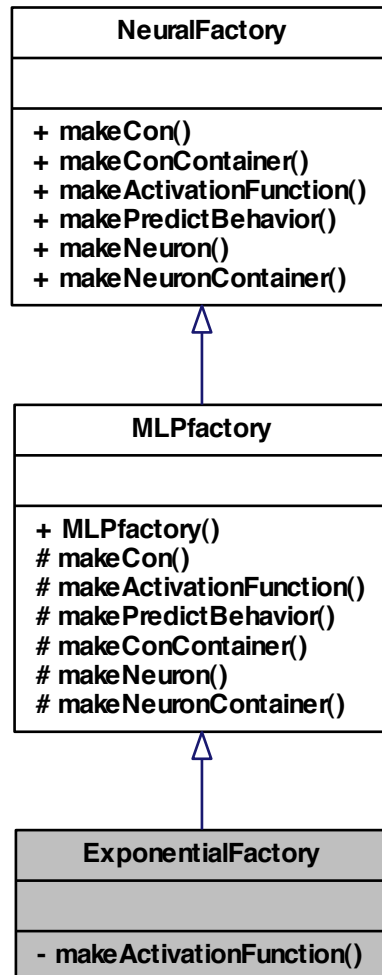 NeuralFactory
+ makeCon()
+ makeConContainer()
+ makeActivationFunction()
+ makePredictBehavior()
+ makeNeuron()
+ makeNeuronContainer()
MLPfactory
+ MLPfactory()
# makeCon()
# makeActivationFunction()
# makePredictBehavior()
# makeConContainer()
# makeNeuron()
# makeNeuronContainer()
ExponentialFactory
- makeActivationFunction()